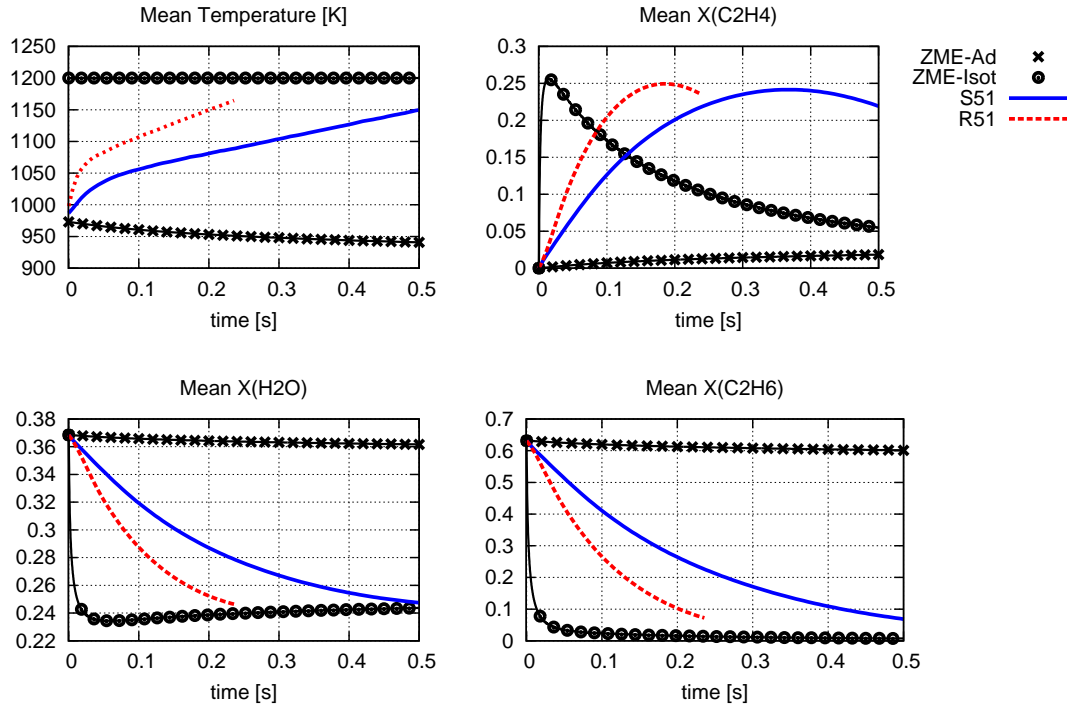 Mean Temperature [K]
1250
1200
1150
1100
1050
1000
950
900
0 0.1 0.2 0.3 0.4 0.5
time [s]
Mean X(C2H4)
0.3
0.25
0.2
0.15
0.1
0.05
0
0 0.1 0.2 0.3 0.4 0.5
time [s]
ZME-Ad
ZME-Isot
S51
R51
Mean X(H2O)
0.38
0.36
0.34
0.32
0.3
0.28
0.26
0.24
0.22
0 0.1 0.2 0.3 0.4 0.5
time [s]
Mean X(C2H6)
0.7
0.6
0.5
0.4
0.3
0.2
0.1
0
0 0.1 0.2 0.3 0.4 0.5
time [s]